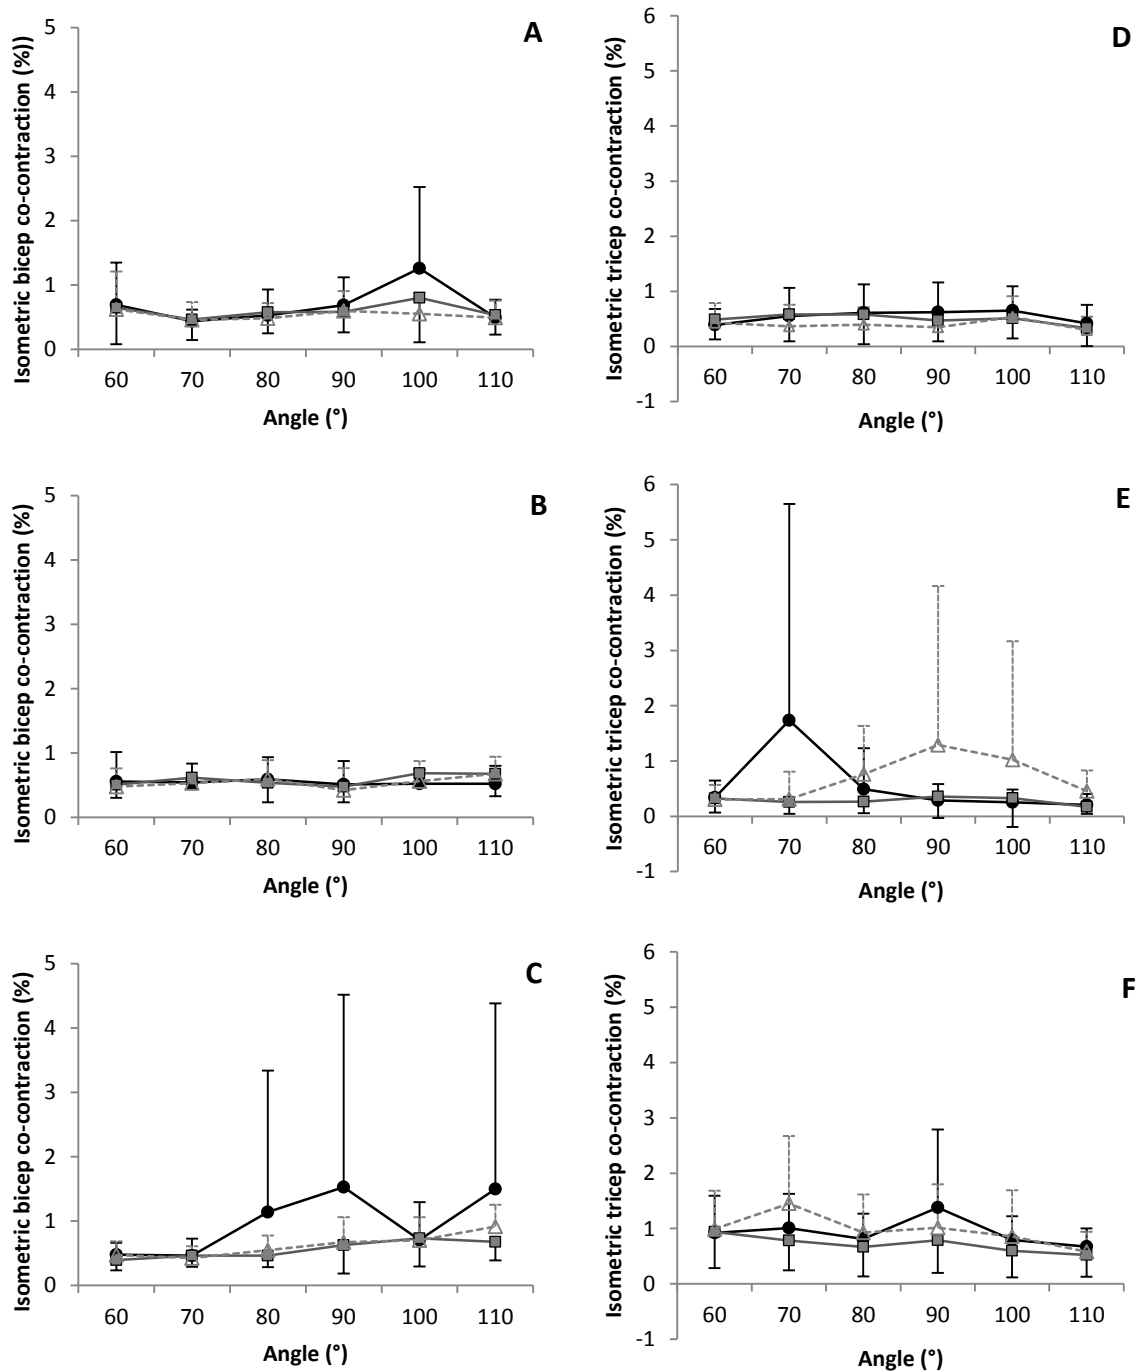 A
Isometric bicep co-contraction (%))
5
4
3
2
1
0
60 70 80 90 100 110
Angle (°)
D
Isometric tricep co-contraction (%)
6
5
4
3
2
1
0
-1
60 70 80 90 100 110
Angle (°)
B
Isometric bicep co-contraction (%)
5
4
3
2
1
0
60 70 80 90 100 110
Angle (°)
E
Isometric tricep co-contraction (%)
6
5
4
3
2
1
0
-1
60 70 80 90 100 110
Angle (°)
C
Isometric bicep co-contraction (%)
5
4
3
2
1
0
60 70 80 90 100 110
Angle (°)
F
Isometric tricep co-contraction (%)
6
5
4
3
2
1
0
-1
60 70 80 90 100 110
Angle (°)